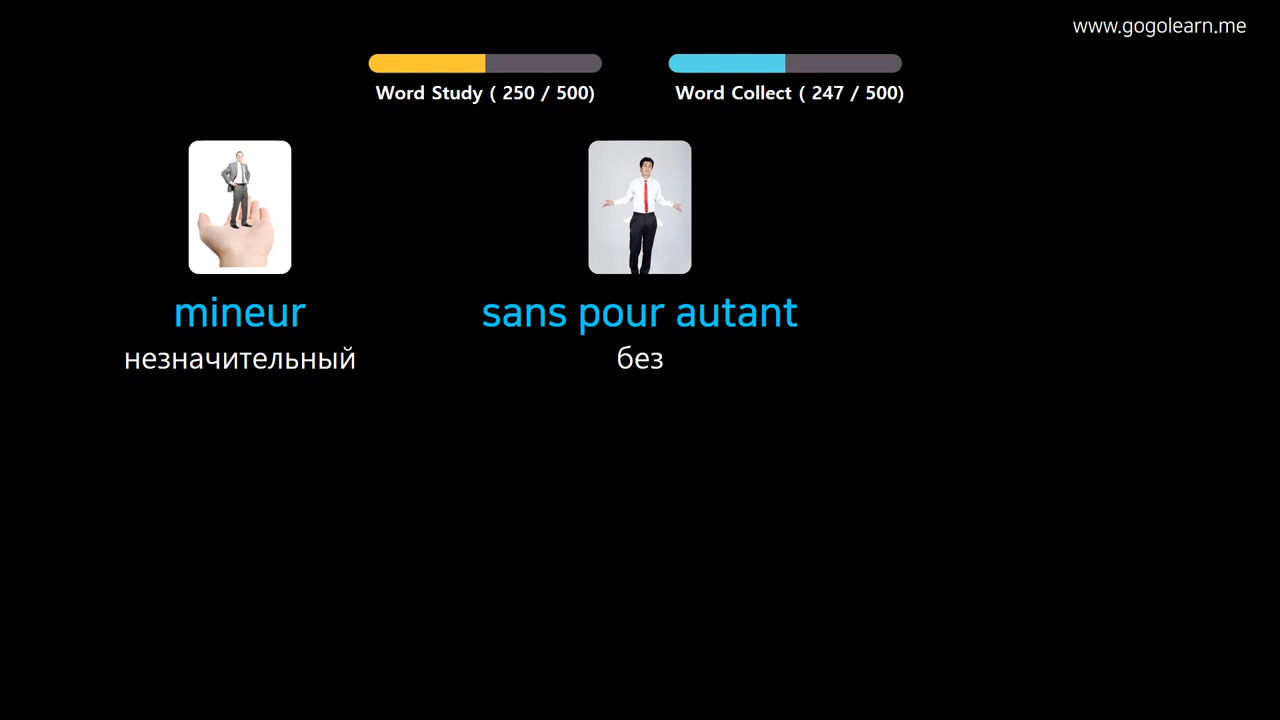 www.gogolearn.me
Word Study ( 250 / 500)
Word Collect ( 247 / 500)
mineur
sans pour autant
незначительный
без